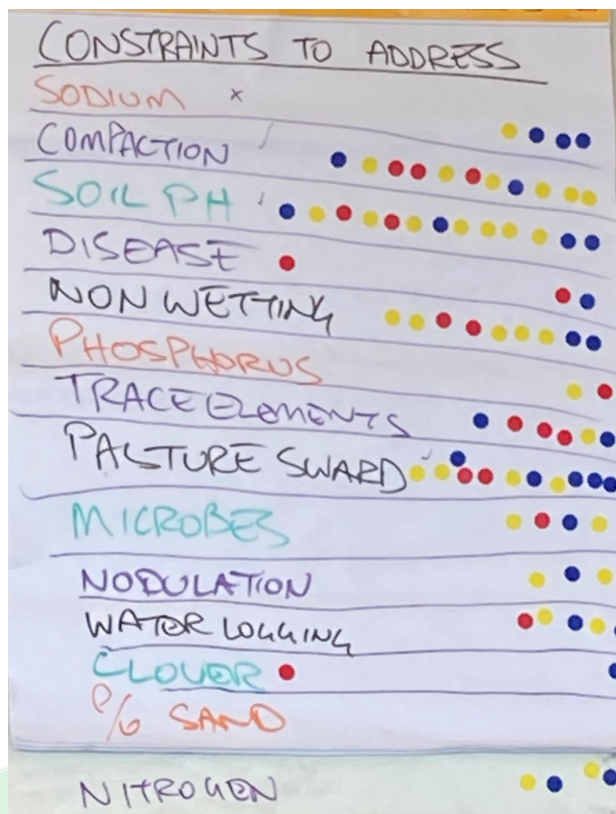 CONSTRAINTS TO ADDRESS
SODIUM x
COMPACTION
SOIL PH
DISEASE
NON WETTING
PHOSPHORUS
TRACE ELEMENTS
PASTURE SWARD
MICROBES
NODULATION
WATER LOGGING
CLOVER
P/G SAND
NITROGEN